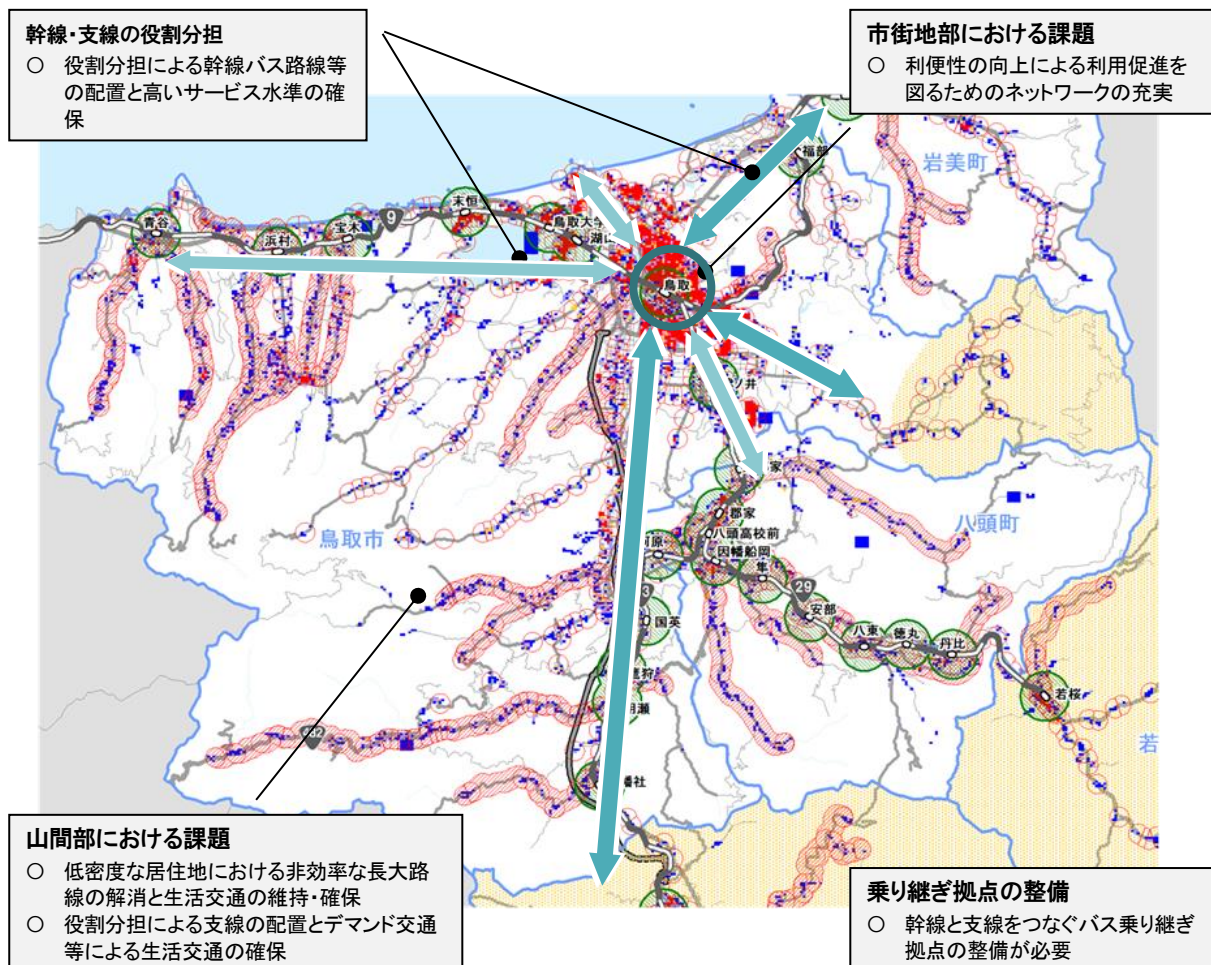 幹線・支線の役割分担
○ 役割分担による幹線バス路線等
の配置と高いサービス水準の確
保
市街地部における課題
○ 利便性の向上による利用促進を
図るためのネットワークの充実
福部
岩美町
青谷
浜村
宝木
9
末恒
鳥取大学
湖山
鳥取
ノ井
家
郡家
八頭高校前
因幡船岡
隼
29
安部
八東
徳丸
丹比
若桜
若
八頭町
鳥取市
河原
3
国英
鷹狩
用瀬
482
幡社
山間部における課題
○ 低密度な居住地における非効率な長大路
線の解消と生活交通の維持・確保
○ 役割分担による支線の配置とデマンド交通
等による生活交通の確保
乗り継ぎ拠点の整備
○ 幹線と支線をつなぐバス乗り継ぎ
拠点の整備が必要